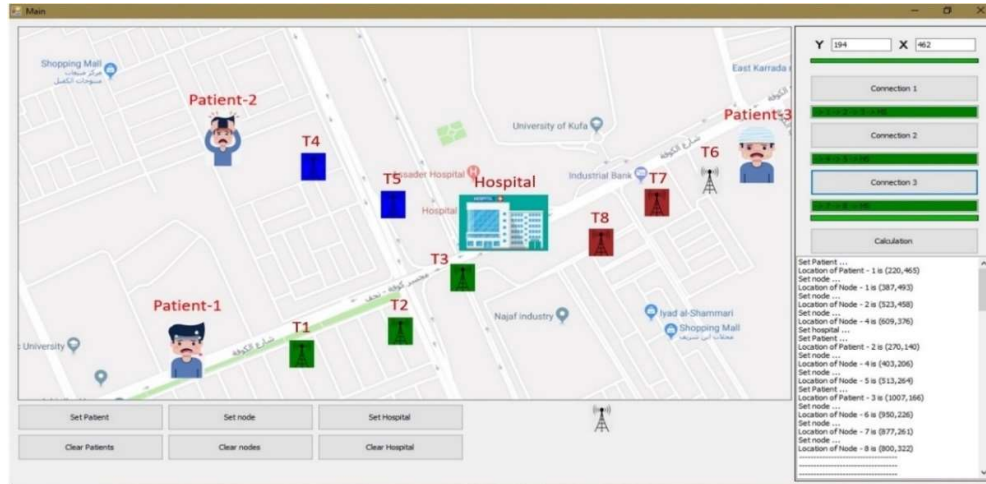 Main
Shopping Mall
Patient-2
T4
T5
University of Kufa
Hospital
Hospital
Industrial Bank
East Karrada
Patient-3
T6
T7
T8
T3
T2
T1
Patient-1
شارع الكوفة
شارع الكوفة
University
Najaf industry
Iyad al-Shammari
Shopping Mall
Set Patient
Set node
Set Hospital
Clear Patients
Clear nodes
Clear Hospital
Y 194 X 462
Connection 1
Connection 2
Connection 3
Calculation
Set Patient ...
Location of Patient - 1 is (220,465)
Set node ...
Location of Node - 1 is (387,493)
Set node ...
Location of Node - 2 is (523,458)
Set node ...
Location of Node - 4 is (609,376)
Set hospital ...
Set Patient ...
Location of Patient - 2 is (270,140)
Set node ...
Location of Node - 4 is (403,206)
Set node ...
Location of Node - 5 is (513,264)
Set Patient ...
Location of Patient - 3 is (1007,166)
Set node ...
Location of Node - 6 is (950,226)
Set node ...
Location of Node - 7 is (877,261)
Set node ...
Location of Node - 8 is (800,322)